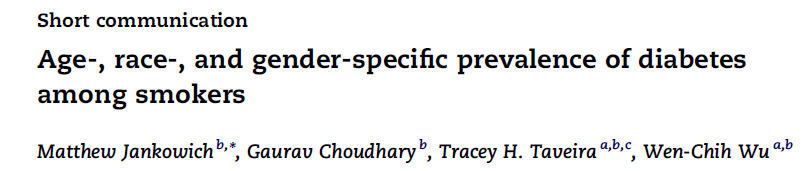 Short communication
Age-, race-, and gender-specific prevalence of diabetes
among smokers
Matthew Jankowich b,*, Gaurav Choudhary b, Tracey H. Taveira a,b,c, Wen-Chih Wu a,b